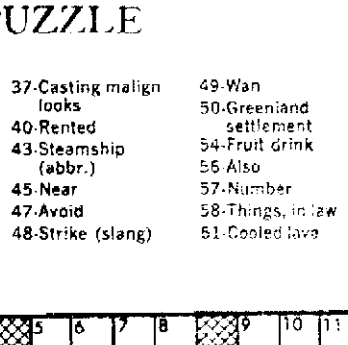 PUZZLE
37-Casting malign
looks
40-Rented
43-Steamship
(abbr.)
45-Near
47-Avoid
48-Strike (slang)
49-Wan
50-Greenland
settlement
54-Fruit drink
56-Also
57-Number
58-Things, in law
61-Cooled lava
5 6 7 8 9 10 11